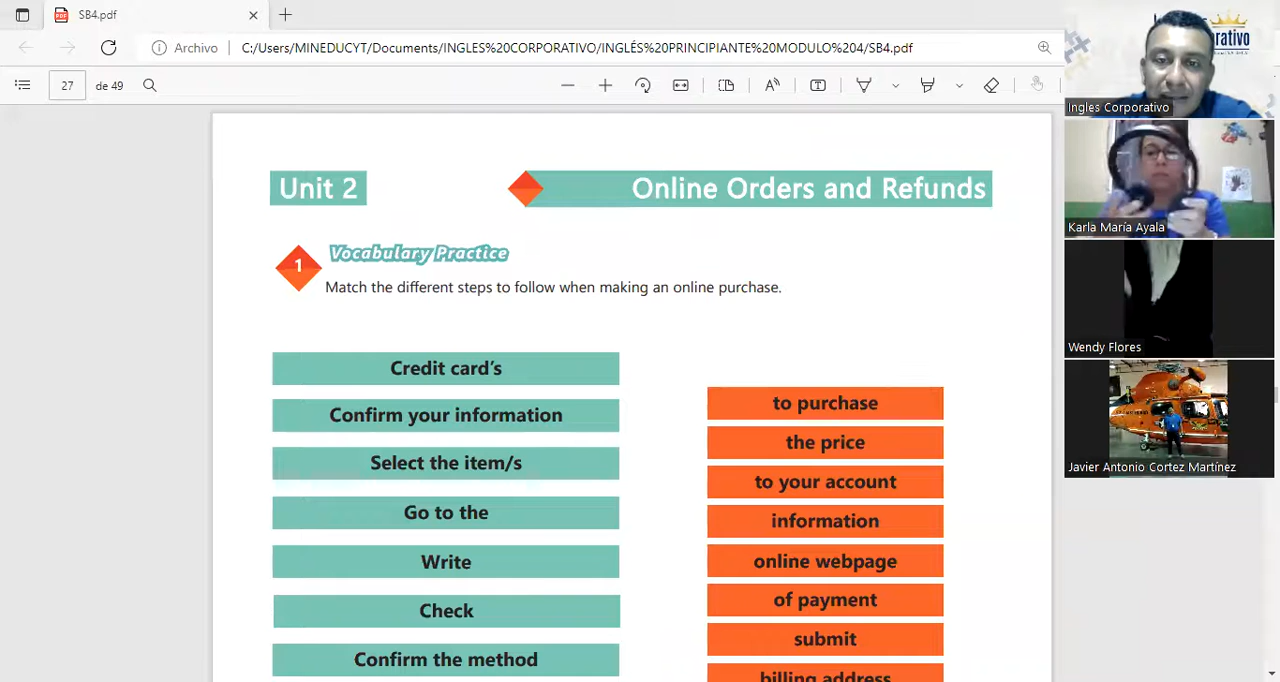 SB4.pdf
Archivo
C:/Users/MINEDUCYT/Documents/INGLES%20CORPORATIVO/INGLÉS%20PRINCIPIANTE%20MODULO%204/SB4.pdf
27 de 49
Unit 2
Online Orders and Refunds
1
Vocabulary Practice
Match the different steps to follow when making an online purchase.
Credit card's
Confirm your information
Select the item/s
Go to the
Write
Check
Confirm the method
to purchase
the price
to your account
information
online webpage
of payment
submit
billing address
Ingles Corporativo
Karla María Ayala
Wendy Flores
Javier Antonio Cortez Martínez